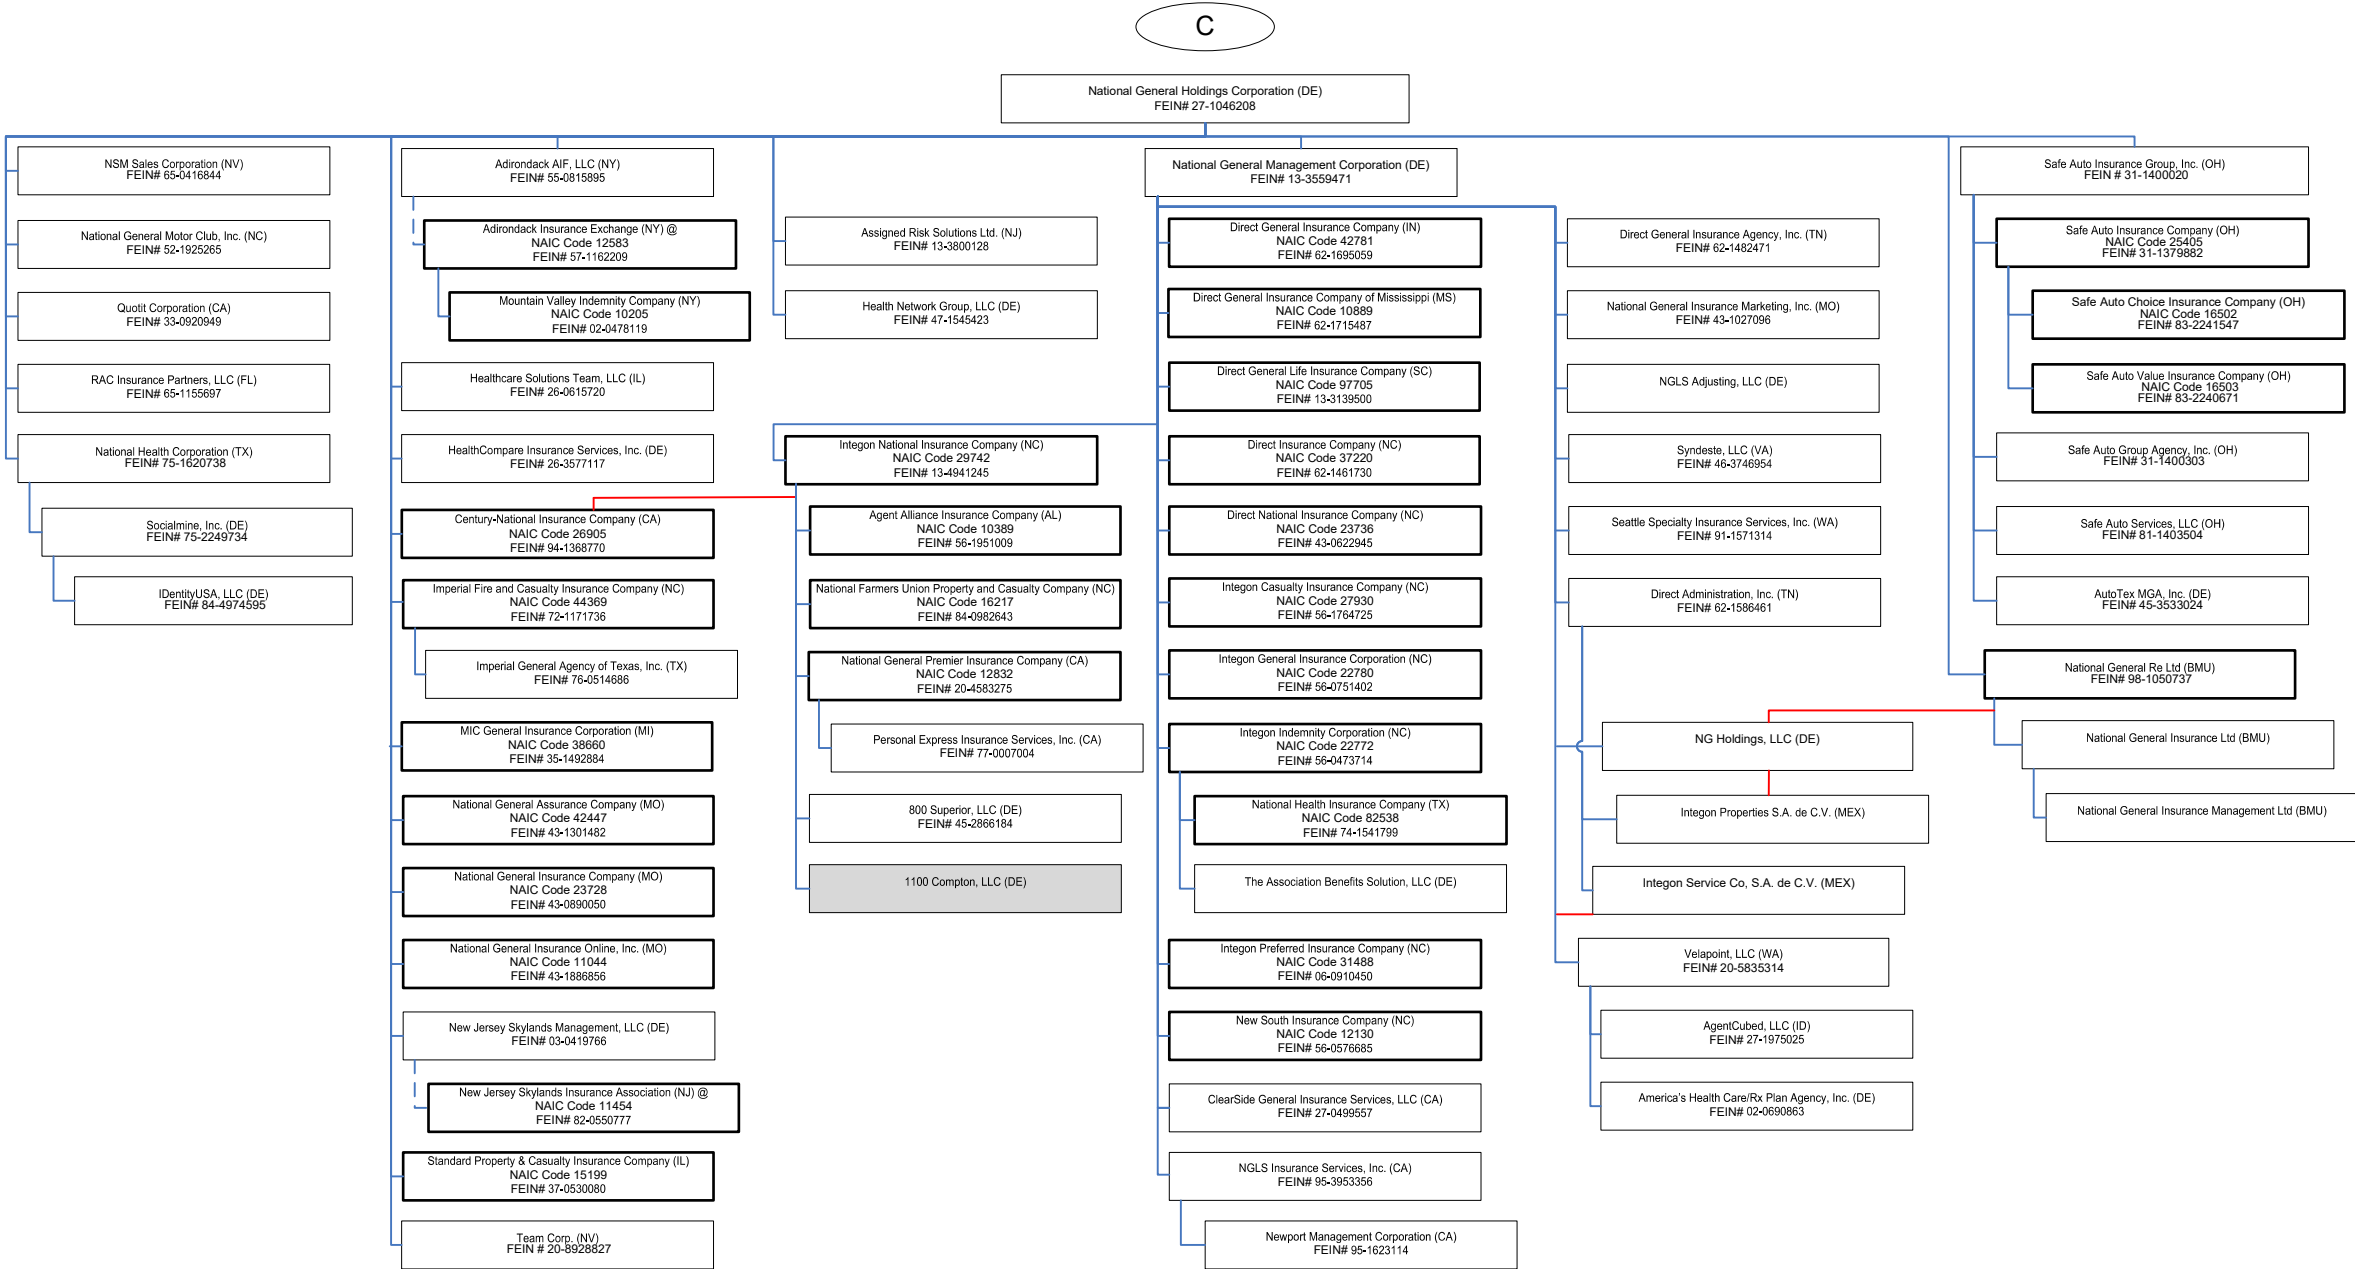 C
National General Holdings Corporation (DE)
FEIN# 27-1046208
NSM Sales Corporation (NV)
FEIN# 65-0416844
National General Motor Club, Inc. (NC)
FEIN# 52-1925265
Quotit Corporation (CA)
FEIN# 33-0920949
RAC Insurance Partners, LLC (FL)
FEIN# 65-1155697
National Health Corporation (TX)
FEIN# 75-1620738
Socialmine, Inc. (DE)
FEIN# 75-2249734
IDentityUSA, LLC (DE)
FEIN# 84-4974595
Adirondack AIF, LLC (NY)
FEIN# 55-0815895
Adirondack Insurance Exchange (NY) @
NAIC Code 12583
FEIN# 57-1162209
Mountain Valley Indemnity Company (NY)
NAIC Code 10205
FEIN# 02-0478119
Healthcare Solutions Team, LLC (IL)
FEIN# 26-0615720
HealthCompare Insurance Services, Inc. (DE)
FEIN# 26-3577117
Century-National Insurance Company (CA)
NAIC Code 26905
FEIN# 94-1368770
Imperial Fire and Casualty Insurance Company (NC)
NAIC Code 44369
FEIN# 72-1171736
Imperial General Agency of Texas, Inc. (TX)
FEIN# 76-0514686
MIC General Insurance Corporation (MI)
NAIC Code 38660
FEIN# 35-1492884
National General Assurance Company (MO)
NAIC Code 42447
FEIN# 43-1301482
National General Insurance Company (MO)
NAIC Code 23728
FEIN# 43-0890050
National General Insurance Online, Inc. (MO)
NAIC Code 11044
FEIN# 43-1886856
New Jersey Skylands Management, LLC (DE)
FEIN# 03-0419766
New Jersey Skylands Insurance Association (NJ) @
NAIC Code 11454
FEIN# 82-0550777
Standard Property & Casualty Insurance Company (IL)
NAIC Code 15199
FEIN# 37-0530080
Team Corp. (NV)
FEIN # 20-8928827
Assigned Risk Solutions Ltd. (NJ)
FEIN# 13-3800128
Health Network Group, LLC (DE)
FEIN# 47-1545423
Integon National Insurance Company (NC)
NAIC Code 29742
FEIN# 13-4941245
Agent Alliance Insurance Company (AL)
NAIC Code 10389
FEIN# 56-1951009
National Farmers Union Property and Casualty Company (NC)
NAIC Code 16217
FEIN# 84-0982643
National General Premier Insurance Company (CA)
NAIC Code 12832
FEIN# 20-4583275
Personal Express Insurance Services, Inc. (CA)
FEIN# 77-0007004
800 Superior, LLC (DE)
FEIN# 45-2866184
1100 Compton, LLC (DE)
National General Management Corporation (DE)
FEIN# 13-3559471
Direct General Insurance Company (IN)
NAIC Code 42781
FEIN# 62-1695059
Direct General Insurance Company of Mississippi (MS)
NAIC Code 10889
FEIN# 62-1715487
Direct General Life Insurance Company (SC)
NAIC Code 97705
FEIN# 13-3139500
Direct Insurance Company (NC)
NAIC Code 37220
FEIN# 62-1461730
Direct National Insurance Company (NC)
NAIC Code 23736
FEIN# 43-0622945
Integon Casualty Insurance Company (NC)
NAIC Code 27930
FEIN# 56-1764725
Integon General Insurance Corporation (NC)
NAIC Code 22780
FEIN# 56-0751402
Integon Indemnity Corporation (NC)
NAIC Code 22772
FEIN# 56-0473714
National Health Insurance Company (TX)
NAIC Code 82538
FEIN# 74-1541799
The Association Benefits Solution, LLC (DE)
Integon Preferred Insurance Company (NC)
NAIC Code 31488
FEIN# 06-0910450
New South Insurance Company (NC)
NAIC Code 12130
FEIN# 56-0576685
ClearSide General Insurance Services, LLC (CA)
FEIN# 27-0499557
NGLS Insurance Services, Inc. (CA)
FEIN# 95-3953356
Newport Management Corporation (CA)
FEIN# 95-1623114
Direct General Insurance Agency, Inc. (TN)
FEIN# 62-1482471
National General Insurance Marketing, Inc. (MO)
FEIN# 43-1027096
NGLS Adjusting, LLC (DE)
Syndeste, LLC (VA)
FEIN# 46-3746954
Seattle Specialty Insurance Services, Inc. (WA)
FEIN# 91-1571314
Direct Administration, Inc. (TN)
FEIN# 62-1586461
NG Holdings, LLC (DE)
Integon Properties S.A. de C.V. (MEX)
Integon Service Co, S.A. de C.V. (MEX)
Velapoint, LLC (WA)
FEIN# 20-5835314
AgentCubed, LLC (ID)
FEIN# 27-1975025
America's Health Care/Rx Plan Agency, Inc. (DE)
FEIN# 02-0690863
Safe Auto Insurance Group, Inc. (OH)
FEIN # 31-1400020
Safe Auto Insurance Company (OH)
NAIC Code 25405
FEIN# 31-1379882
Safe Auto Choice Insurance Company (OH)
NAIC Code 16502
FEIN# 83-2241547
Safe Auto Value Insurance Company (OH)
NAIC Code 16503
FEIN# 83-2240671
Safe Auto Group Agency, Inc. (OH)
FEIN# 31-1400303
Safe Auto Services, LLC (OH)
FEIN# 81-1403504
AutoTex MGA, Inc. (DE)
FEIN# 45-3533024
National General Re Ltd (BMU)
FEIN# 98-1050737
National General Insurance Ltd (BMU)
National General Insurance Management Ltd (BMU)